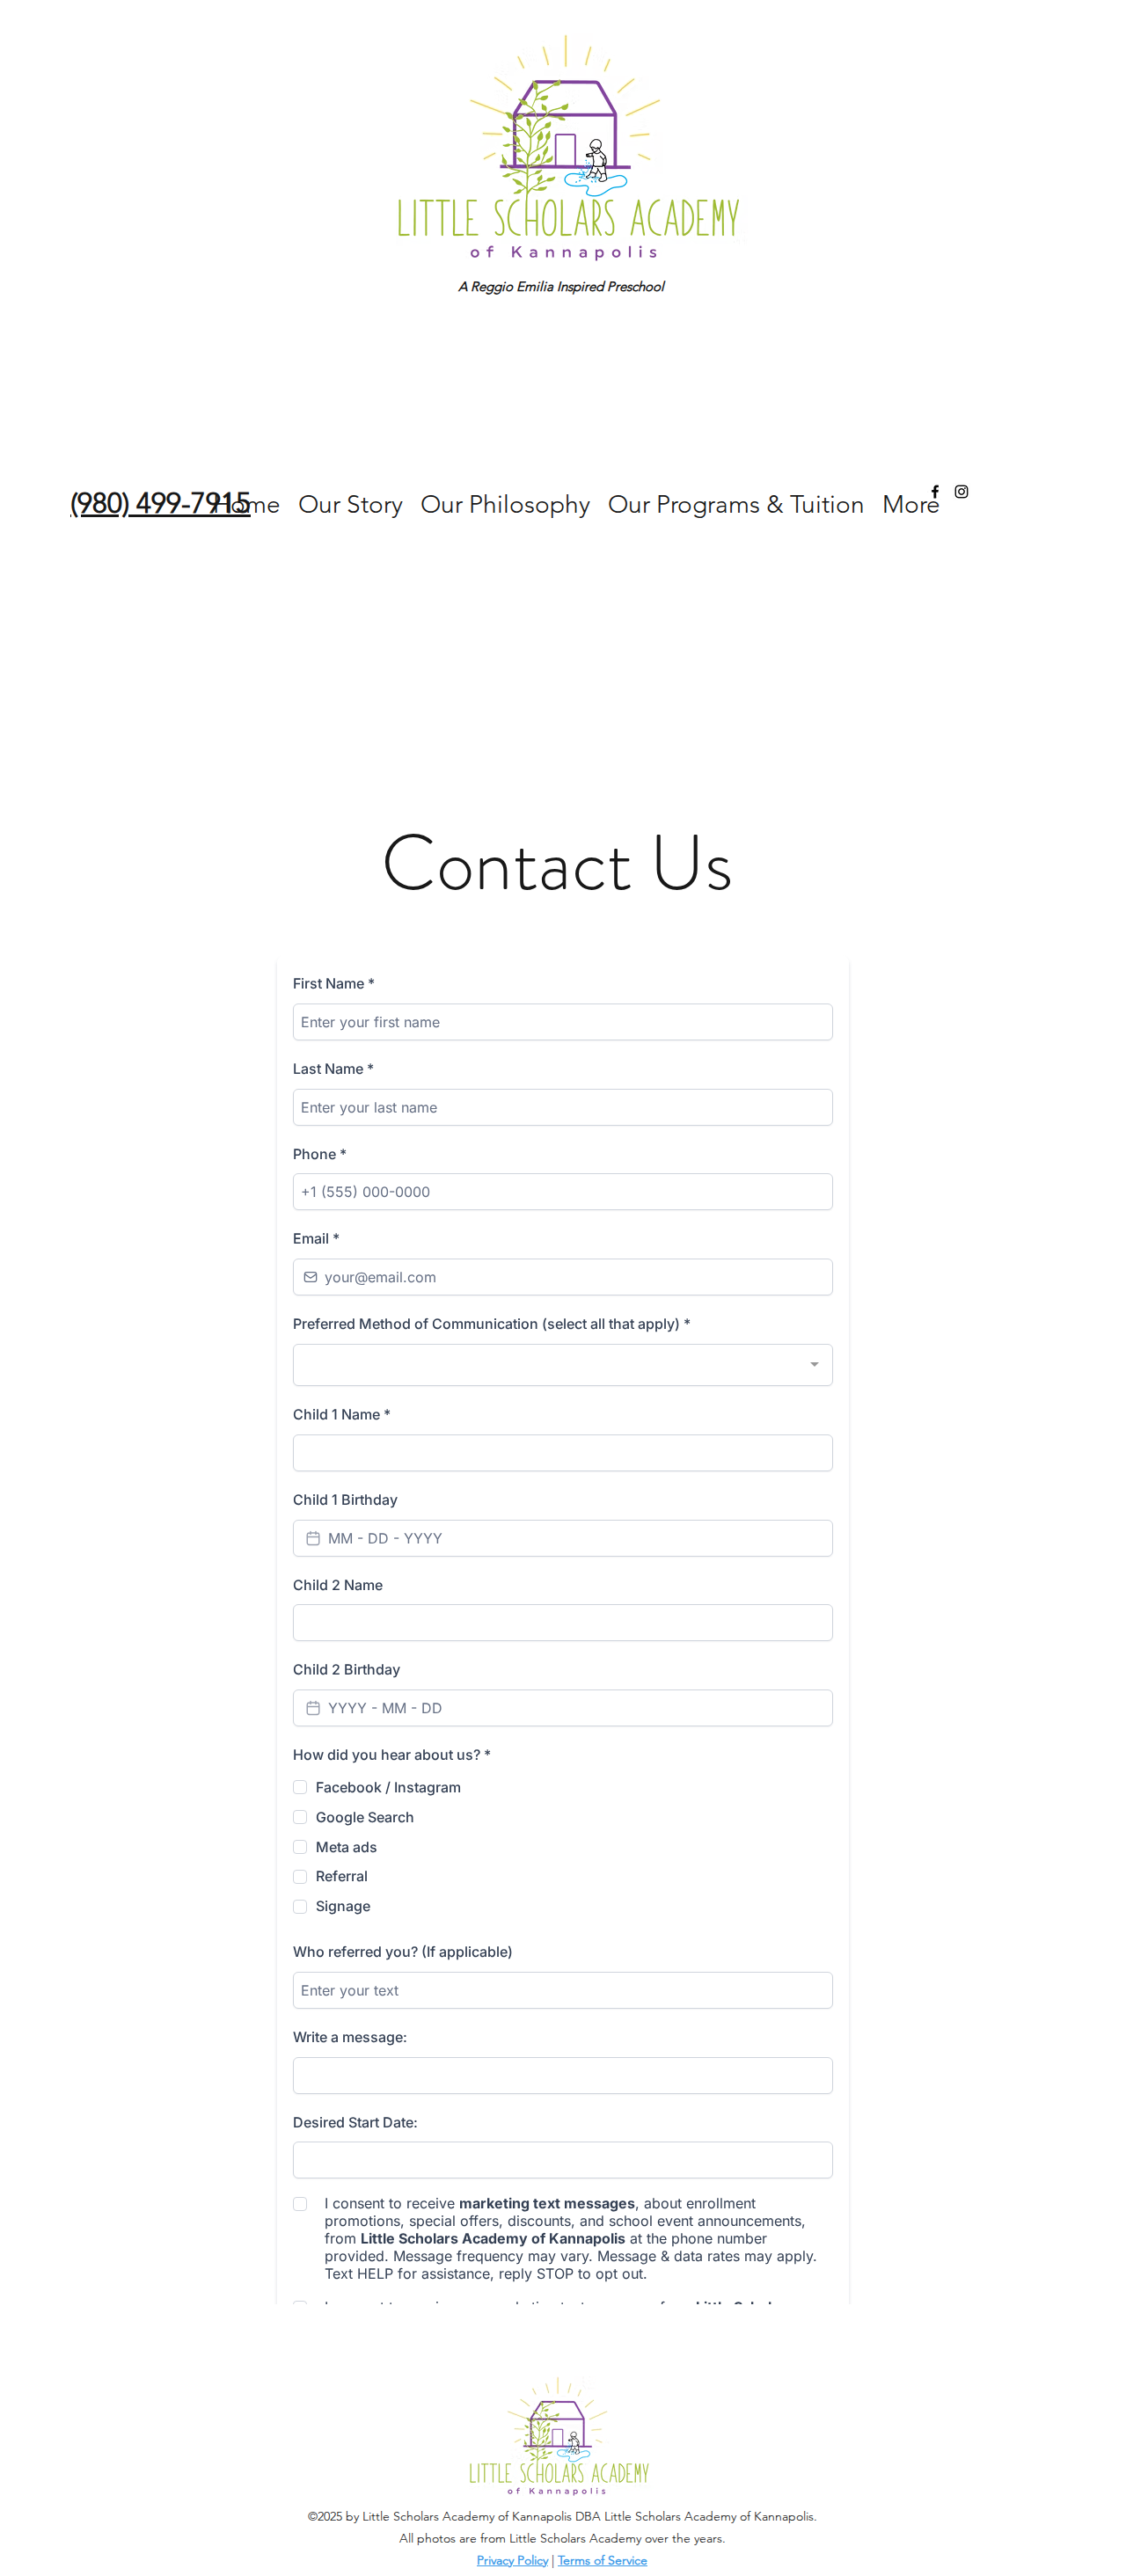 LITTLE SCHOLARS ACADEMY
of Kannapolis
A Reggio Emilia Inspired Preschool
(980) 499-7915
Home Our Story Our Philosophy Our Programs & Tuition More
Contact Us
First Name *
Enter your first name
Last Name *
Enter your last name
Phone *
+1 (555) 000-0000
Email *
your@email.com
Preferred Method of Communication (select all that apply) *
Child 1 Name *
Child 1 Birthday
MM - DD - YYYY
Child 2 Name
Child 2 Birthday
YYYY - MM - DD
How did you hear about us? *
Facebook / Instagram
Google Search
Meta ads
Referral
Signage
Who referred you? (If applicable)
Enter your text
Write a message:
Desired Start Date:
I consent to receive marketing text messages, about enrollment
promotions, special offers, discounts, and school event announcements,
from Little Scholars Academy of Kannapolis at the phone number
provided. Message frequency may vary. Message & data rates may apply.
Text HELP for assistance, reply STOP to opt out.
LITTLE SCHOLARS ACADEMY
of Kannapolis
©2025 by Little Scholars Academy of Kannapolis DBA Little Scholars Academy of Kannapolis.
All photos are from Little Scholars Academy over the years.
Privacy Policy | Terms of Service